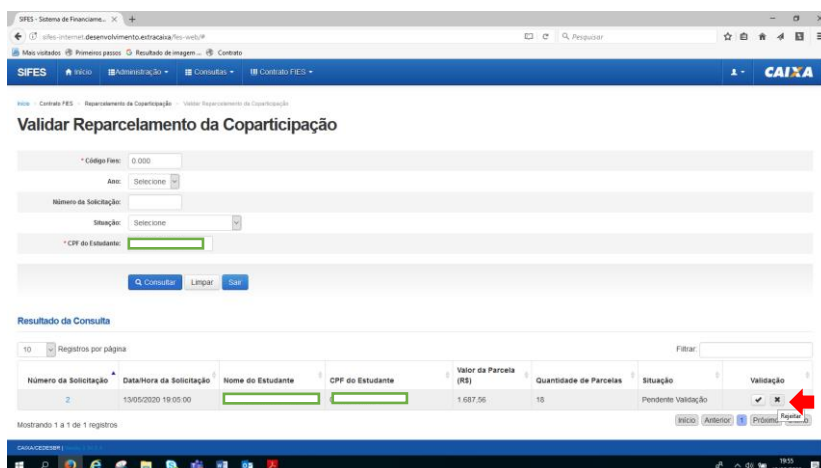 SIFES - Sistema de Financiame...
sifes-internet.desenvolvimento.extracaixa/fes-web/#
Pesquisar
Mais visitados Primeiros passos Resultado de imagem ... Contrato
SIFES Início Administração Consultas Contrato FIES CAIXA
Início Contrato FIES Reparcelamento da Coparticipação Validar Reparcelamento da Coparticipação
Validar Reparcelamento da Coparticipação
* Código Fies: 0.000
Ano: Selecione
Número da Solicitação:
Situação: Selecione
* CPF do Estudante:
Consultar Limpar Sair
Resultado da Consulta
10 Registros por página Filtrar:
Número da Solicitação Data/Hora da Solicitação Nome do Estudante CPF do Estudante Valor da Parcela (R$) Quantidade de Parcelas Situação Validação
2 13/05/2020 19:05:00 1.687,56 18 Pendente Validação
Rejeitar
Mostrando 1 a 1 de 1 registros Início Anterior 1 Próximo
CAIXA/CEDESBR |
19:55